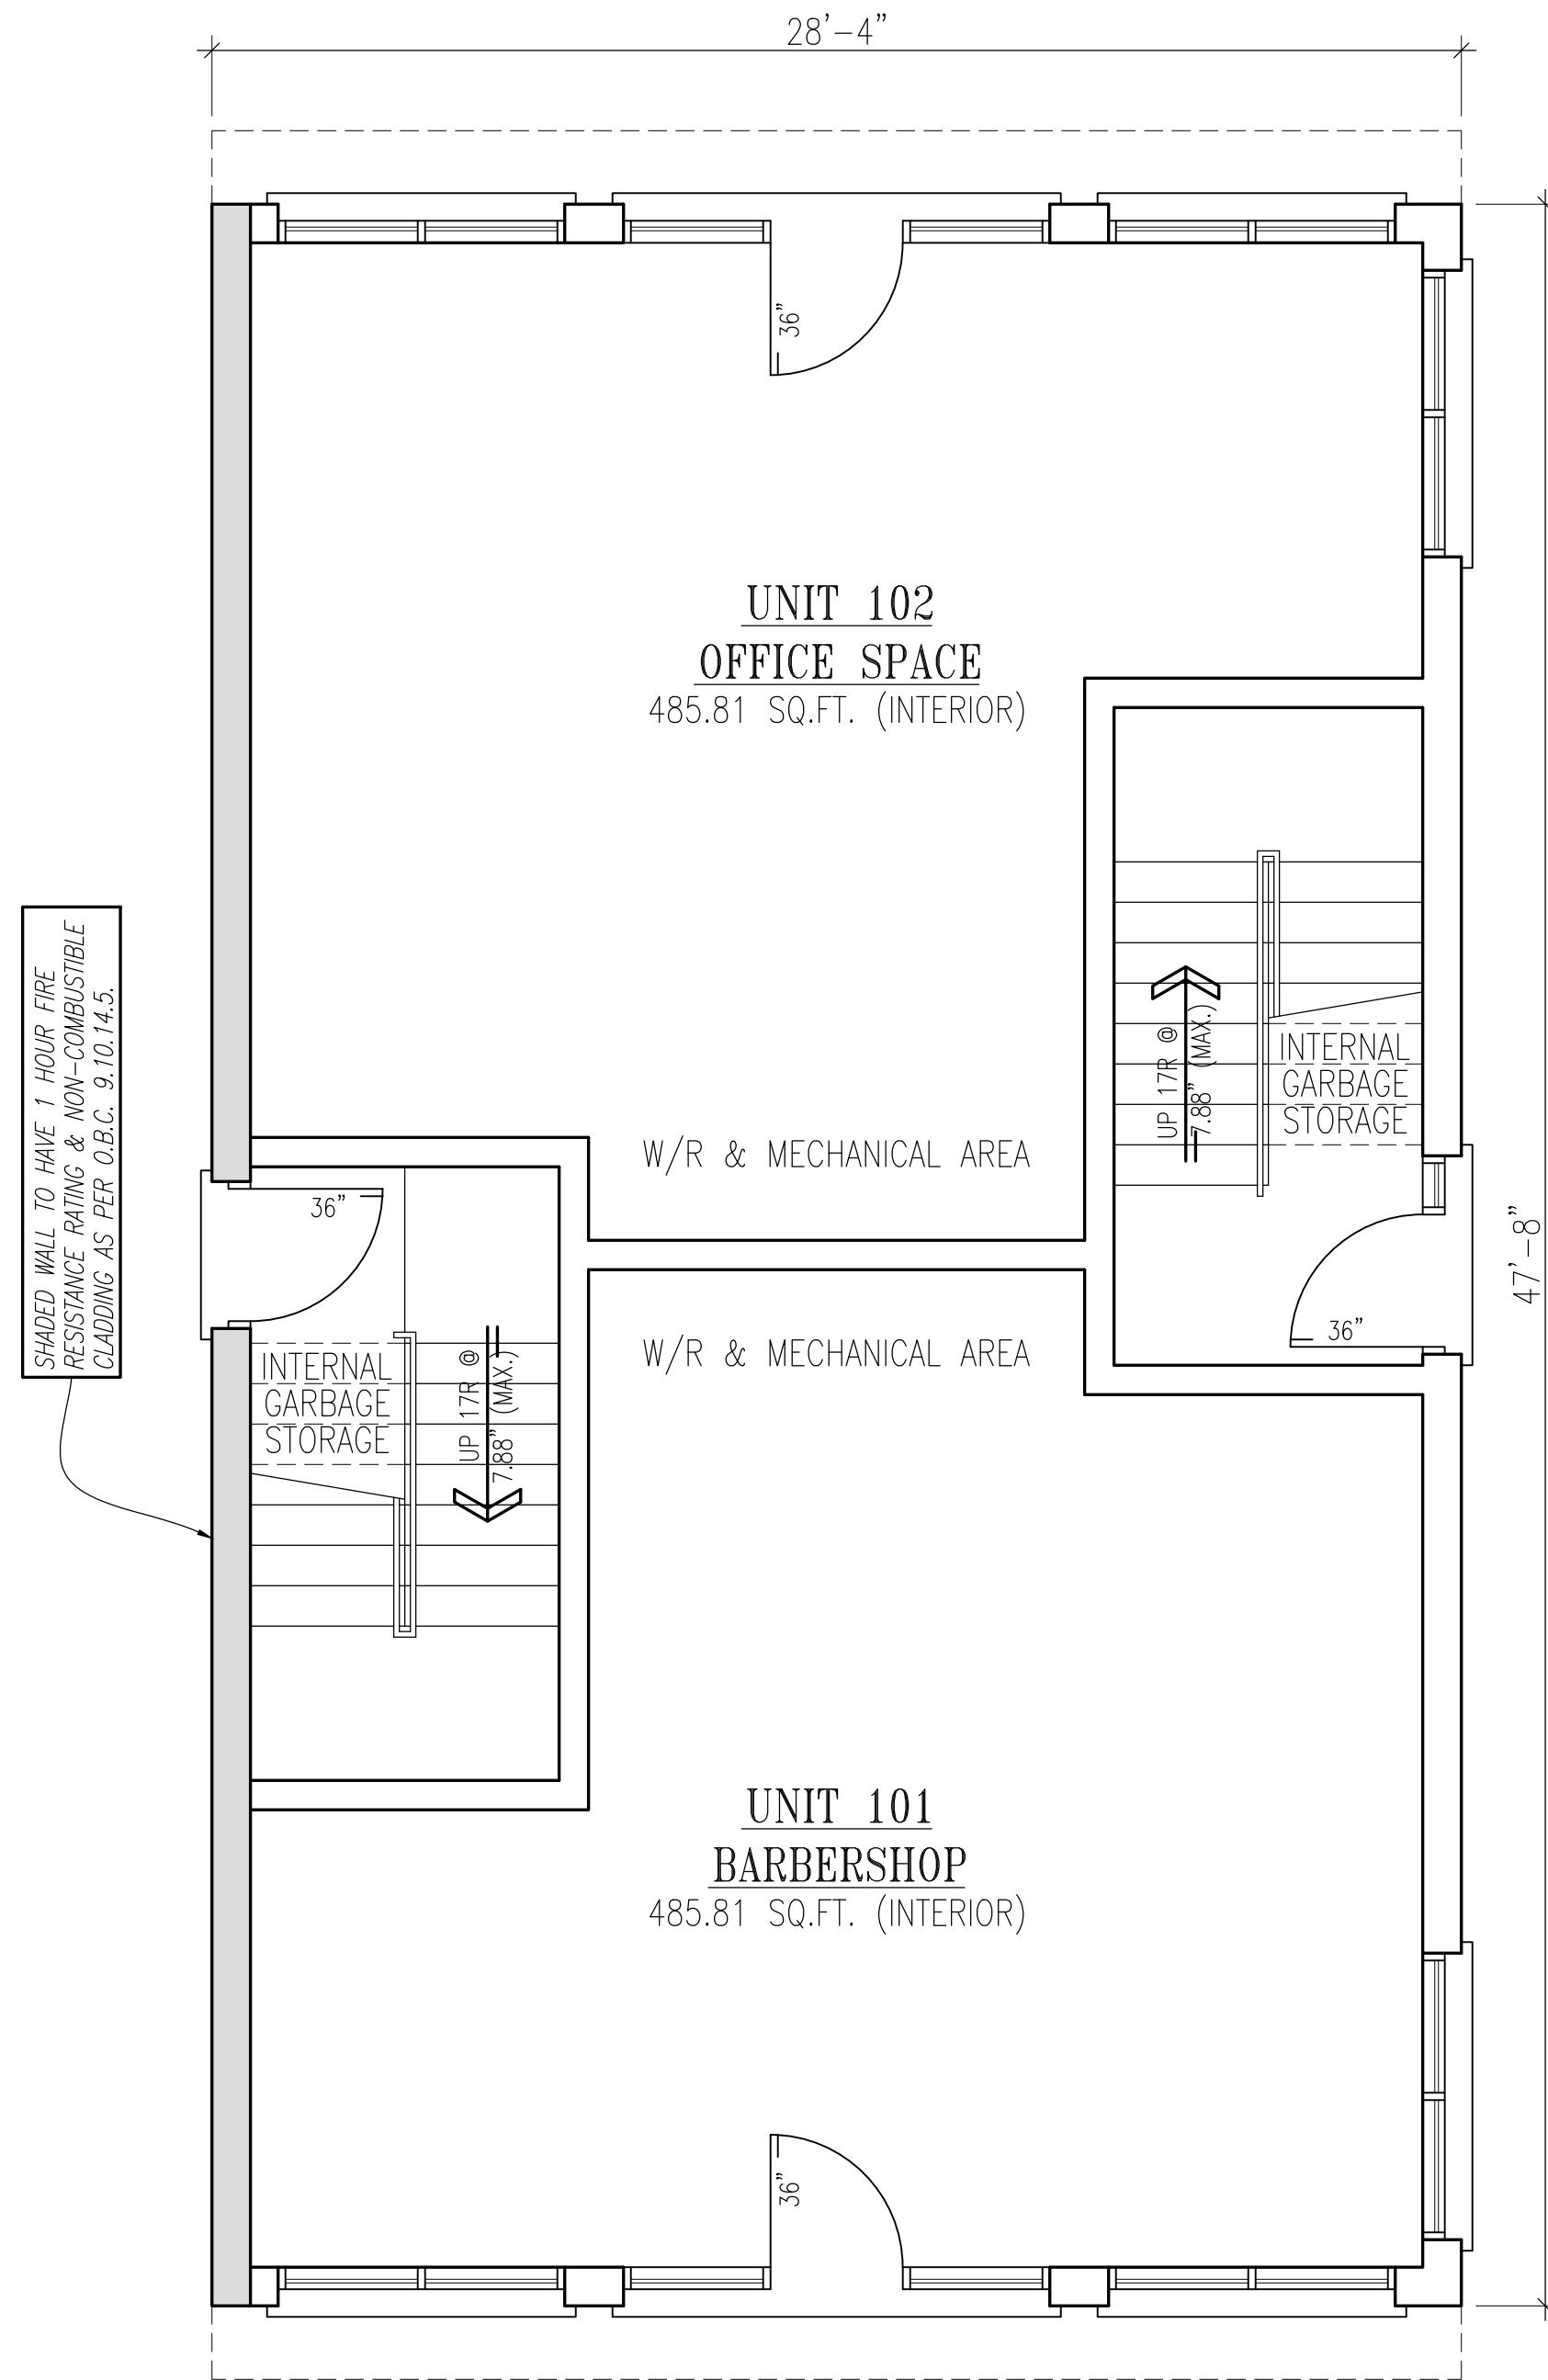 28'-4"
36"
UNIT 102
OFFICE SPACE
485.81 SQ.FT. (INTERIOR)
UP 17R @
7.88" (MAX.)
INTERNAL
GARBAGE
STORAGE
W/R & MECHANICAL AREA
36"
47'-8"
SHADED WALL TO HAVE 1 HOUR FIRE
RESISTANCE RATING & NON-COMBUSTIBLE
CLADDING AS PER O.B.C. 9.10.14.5.
36"
W/R & MECHANICAL AREA
INTERNAL
GARBAGE
STORAGE
UP 17R @
7.88" (MAX.)
UNIT 101
BARBERSHOP
485.81 SQ.FT. (INTERIOR)
36"